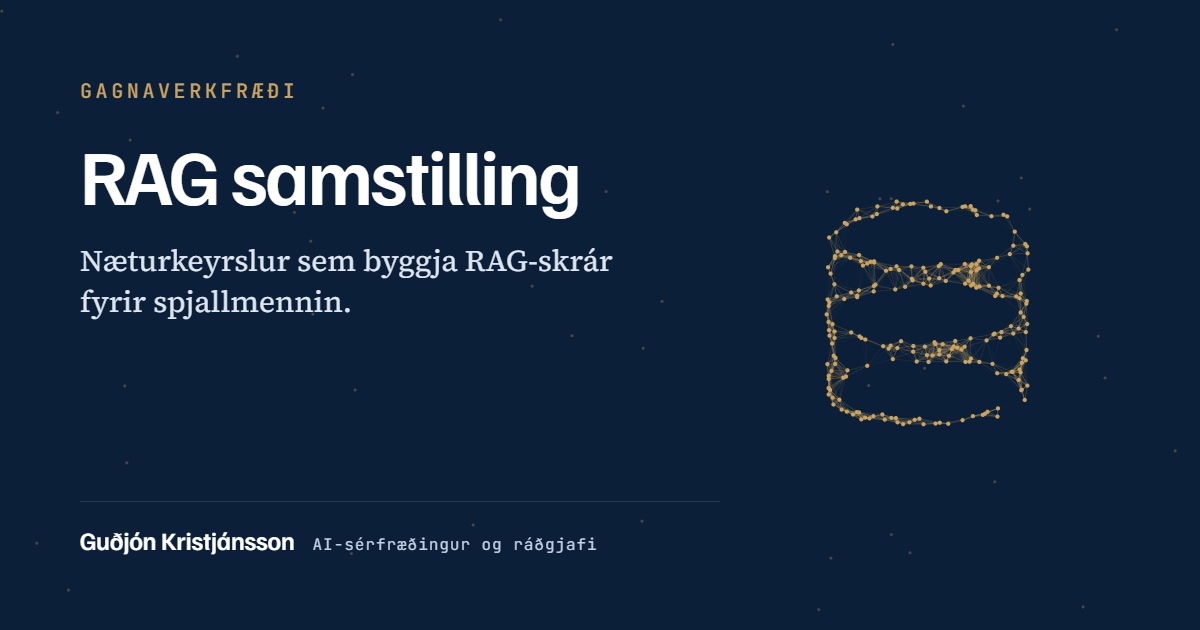 GAGNAVERKFRÆÐI
RAG samstilling
Næturkeyrslur sem byggja RAG-skrár
fyrir spjallmennin.
Guðjón Kristjánsson AI-sérfræðingur og ráðgjafi